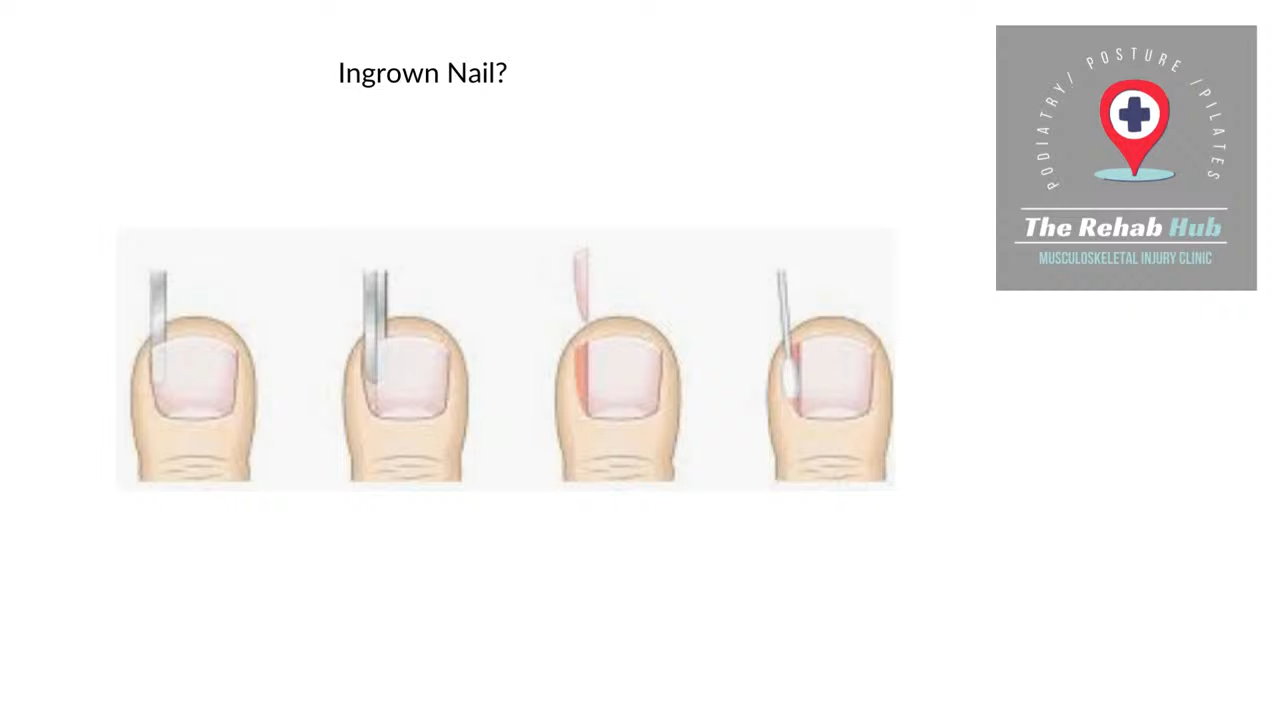 Ingrown Nail?
PODIATRY/ POSTURE /PILATES
The Rehab Hub
MUSCULOSKELETAL INJURY CLINIC